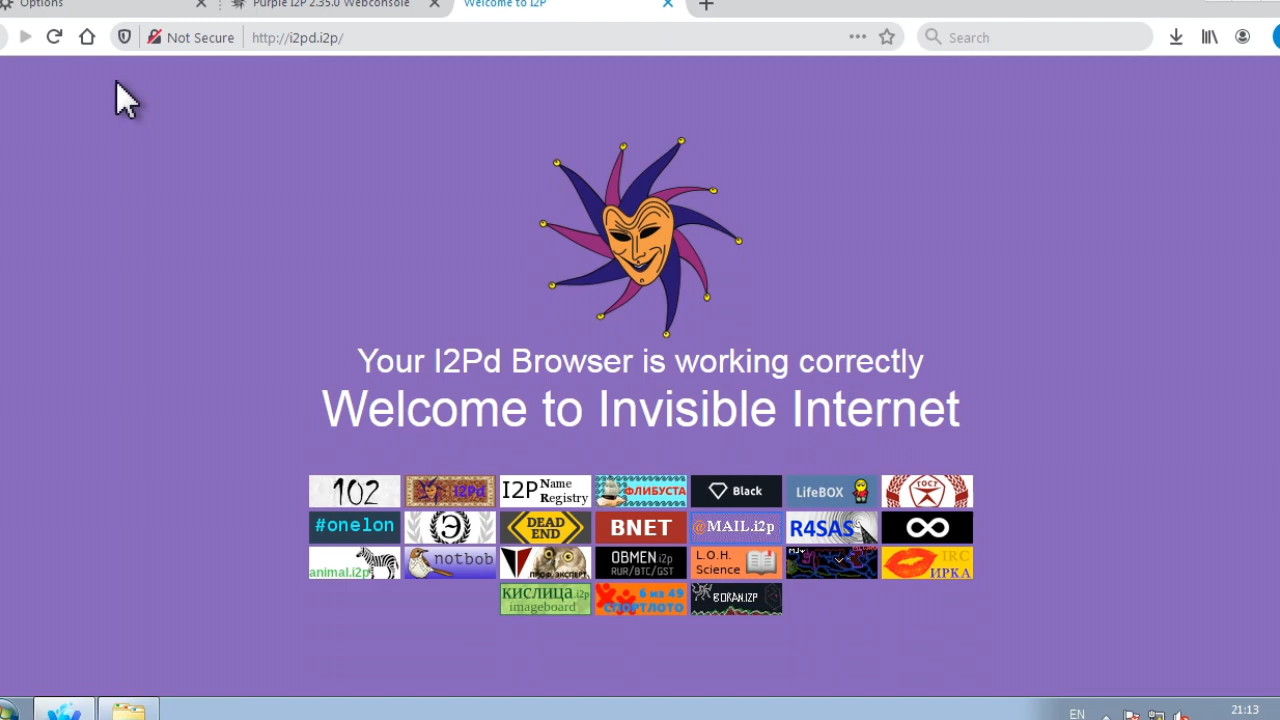 Options
Purple I2P 2.35.0 Webconsole
Welcome to I2P
Not Secure
http://i2pd.i2p/
Search
Your I2Pd Browser is working correctly
Welcome to Invisible Internet
102
I2Pd
I2P Name Registry
ФЛИБУСТА
Black
LifeBOX
ГОСТ
#onelon
Э
DEAD END
BNET
@MAIL.i2p
R4SAS
animal.i2p
notbob
ПРОФ. ЭКСПЕРТ
OBMEN.i2p
RUR/BTC/GST
L.O.H. Science
IRC
ИРКА
кислица.i2p
imageboard
6 из 49
СПОРТЛОТО
BORAN.I2P
EN
21:13